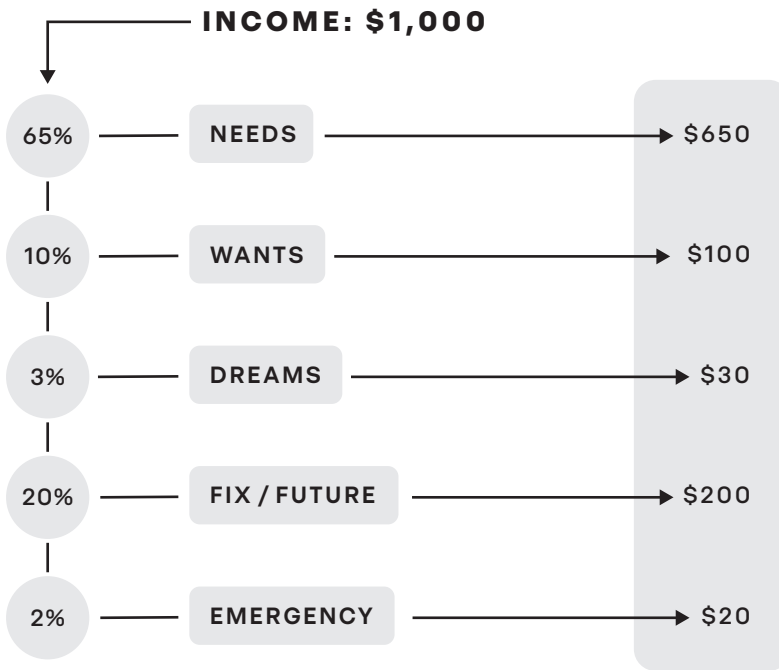 INCOME: $1,000
65% NEEDS $650
10% WANTS $100
3% DREAMS $30
20% FIX / FUTURE $200
2% EMERGENCY $20